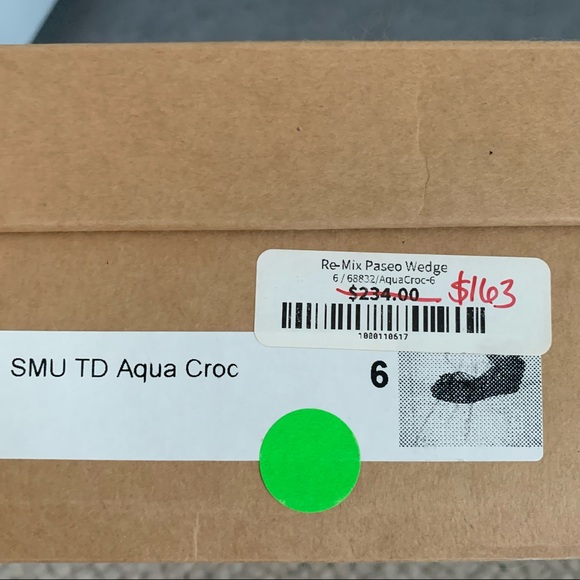 Re-Mix Paseo Wedge
6 / 68832/AquaCroc-6
$234.00 $163
1000110517
SMU TD Aqua Croc 6